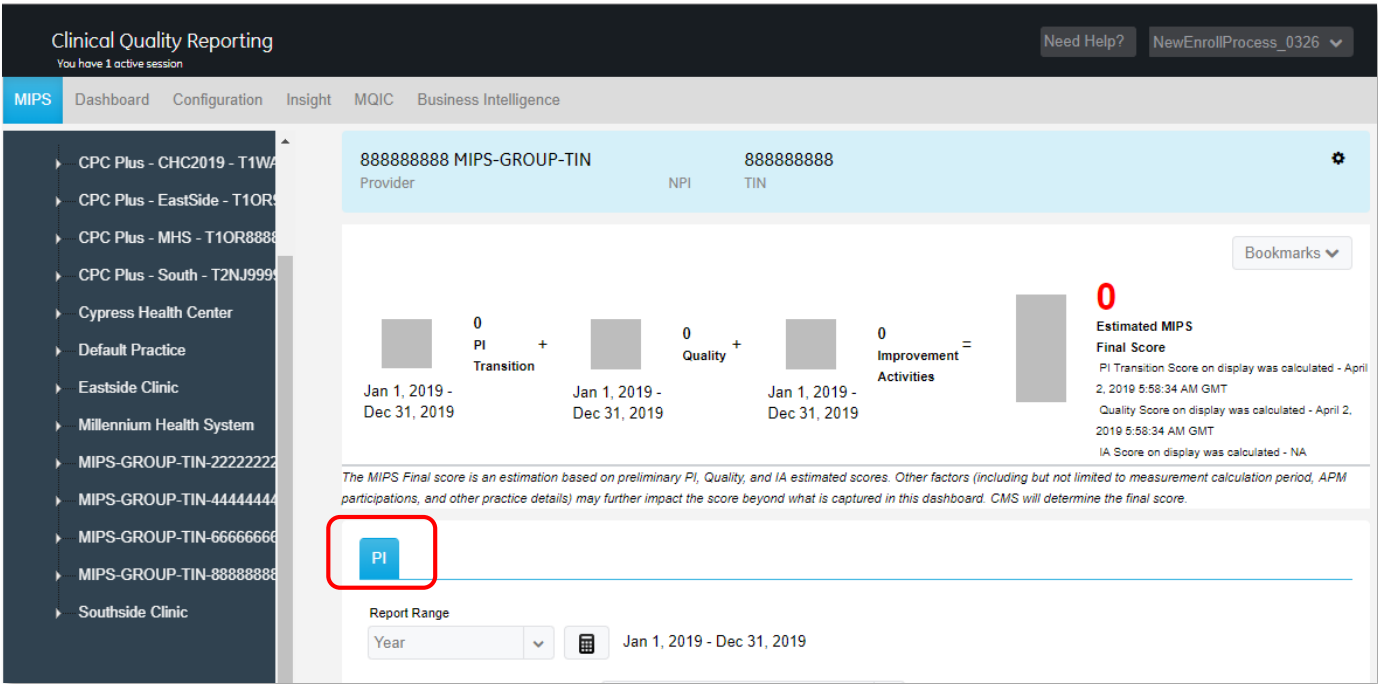 Clinical Quality Reporting
You have 1 active session
Need Help?
NewEnrollProcess_0326
MIPS Dashboard Configuration Insight MQIC Business Intelligence
CPC Plus - CHC2019 - T1WA
CPC Plus - EastSide - T1OR9
CPC Plus - MHS - T1OR8888
CPC Plus - South - T2NJ9999
Cypress Health Center
Default Practice
Eastside Clinic
Millennium Health System
MIPS-GROUP-TIN-22222222
MIPS-GROUP-TIN-44444444
MIPS-GROUP-TIN-66666666
MIPS-GROUP-TIN-88888888
Southside Clinic
888888888 MIPS-GROUP-TIN 888888888
Provider NPI TIN
Bookmarks
0
PI
Transition
+
Jan 1, 2019 -
Dec 31, 2019
0
Quality
+
Jan 1, 2019 -
Dec 31, 2019
0
Improvement
Activities
=
Jan 1, 2019 -
Dec 31, 2019
0
Estimated MIPS
Final Score
PI Transition Score on display was calculated - April
2, 2019 5:58:34 AM GMT
Quality Score on display was calculated - April 2,
2019 5:58:34 AM GMT
IA Score on display was calculated - NA
The MIPS Final score is an estimation based on preliminary PI, Quality, and IA estimated scores. Other factors (including but not limited to measurement calculation period, APM
participations, and other practice details) may further impact the score beyond what is captured in this dashboard. CMS will determine the final score.
PI
Report Range
Year
Jan 1, 2019 - Dec 31, 2019